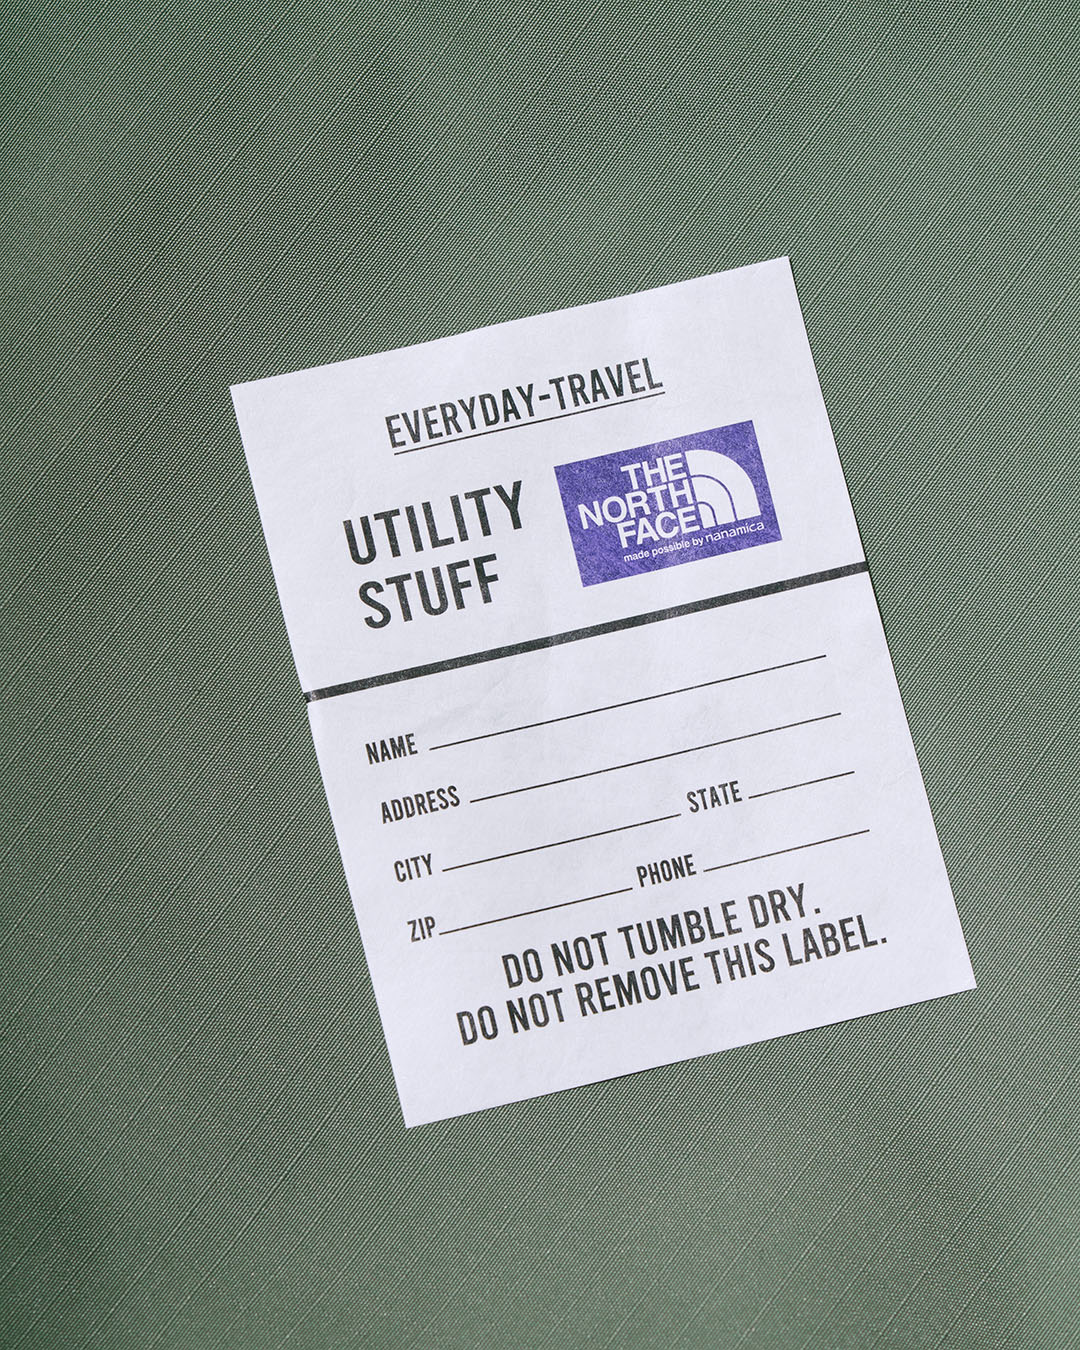 EVERYDAY-TRAVEL
UTILITY
STUFF
THE
NORTH
FACE
made possible by nanamica
NAME
ADDRESS
CITY STATE
ZIP PHONE
DO NOT TUMBLE DRY.
DO NOT REMOVE THIS LABEL.